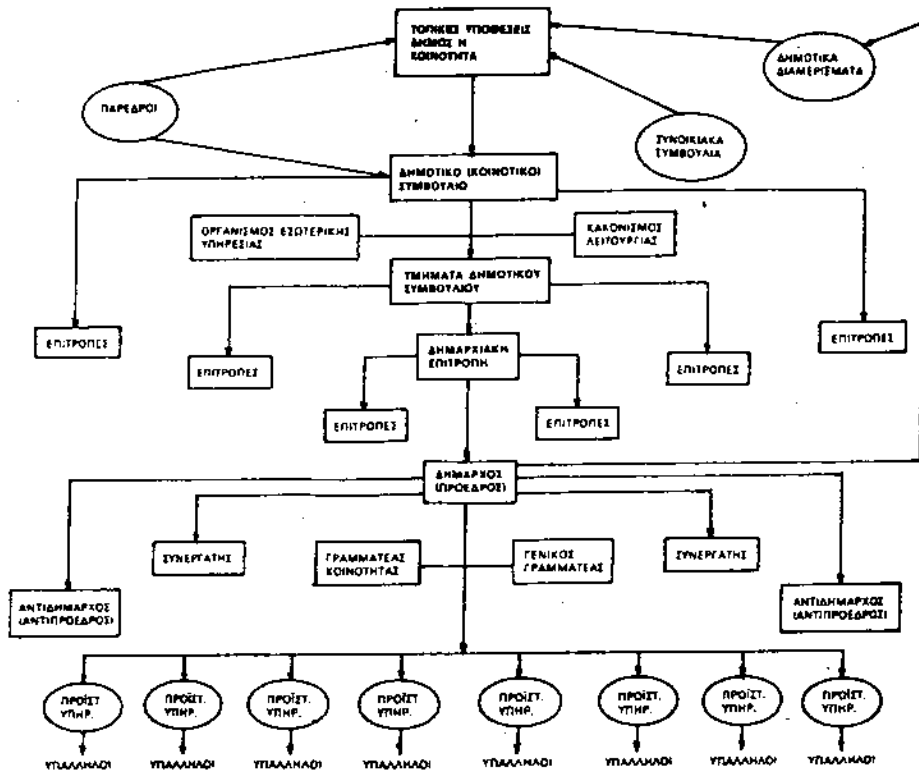 ΤΟΠΙΚΕΣ ΥΠΟΘΕΣΕΙΣ
ΔΗΜΟΣ Η
ΚΟΙΝΟΤΗΤΑ
ΔΗΜΟΤΙΚΑ
ΔΙΑΜΕΡΙΣΜΑΤΑ
ΠΑΡΕΔΡΟΙ
ΣΥΝΟΙΚΙΑΚΑ
ΣΥΜΒΟΥΛΙΑ
ΔΗΜΟΤΙΚΟ (ΚΟΙΝΟΤΙΚΟ)
ΣΥΜΒΟΥΛΙΟ
ΟΡΓΑΝΙΣΜΟΣ ΕΣΩΤΕΡΙΚΗΣ
ΥΠΗΡΕΣΙΑΣ
ΚΑΚΟΝΙΣΜΟΣ
ΛΕΙΤΟΥΡΓΙΑΣ
ΤΜΗΜΑΤΑ ΔΗΜΟΤΙΚΟΥ
ΣΥΜΒΟΥΛΙΟΥ
ΕΠΙΤΡΟΠΕΣ
ΕΠΙΤΡΟΠΕΣ
ΔΗΜΑΡΧΙΑΚΗ
ΕΠΙΤΡΟΠΗ
ΕΠΙΤΡΟΠΕΣ
ΕΠΙΤΡΟΠΕΣ
ΕΠΙΤΡΟΠΕΣ
ΕΠΙΤΡΟΠΕΣ
ΔΗΜΑΡΧΟΣ
(ΠΡΟΕΔΡΟΣ)
ΣΥΝΕΡΓΑΤΗΣ
ΓΡΑΜΜΑΤΕΑΣ
ΚΟΙΝΟΤΗΤΑΣ
ΓΕΝΙΚΟΣ
ΓΡΑΜΜΑΤΕΑΣ
ΣΥΝΕΡΓΑΤΗΣ
ΑΝΤΙΔΗΜΑΡΧΟΣ
(ΑΝΤΙΠΡΟΕΔΡΟΣ)
ΑΝΤΙΔΗΜΑΡΧΟΣ
(ΑΝΤΙΠΡΟΕΔΡΟΣ)
ΠΡΟΪΣΤ.
ΥΠΗΡ.
ΠΡΟΪΣΤ.
ΥΠΗΡ.
ΠΡΟΪΣΤ.
ΥΠΗΡ.
ΠΡΟΪΣΤ.
ΥΠΗΡ.
ΠΡΟΪΣΤ.
ΥΠΗΡ.
ΠΡΟΪΣΤ.
ΥΠΗΡ.
ΠΡΟΪΣΤ.
ΥΠΗΡ.
ΠΡΟΪΣΤ.
ΥΠΗΡ.
ΥΠΑΛΛΗΛΟΙ
ΥΠΑΛΛΗΛΟΙ
ΥΠΑΛΛΗΛΟΙ
ΥΠΑΛΛΗΛΟΙ
ΥΠΑΛΛΗΛΟΙ
ΥΠΑΛΛΗΛΟΙ
ΥΠΑΛΛΗΛΟΙ
ΥΠΑΛΛΗΛΟΙ